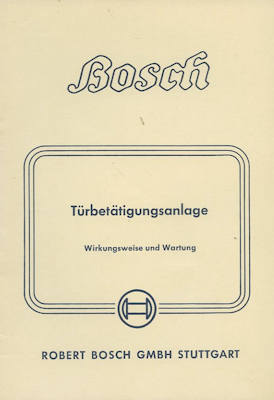 Bosch
Türbetätigungsanlage
Wirkungsweise und Wartung
ROBERT BOSCH GMBH STUTTGART